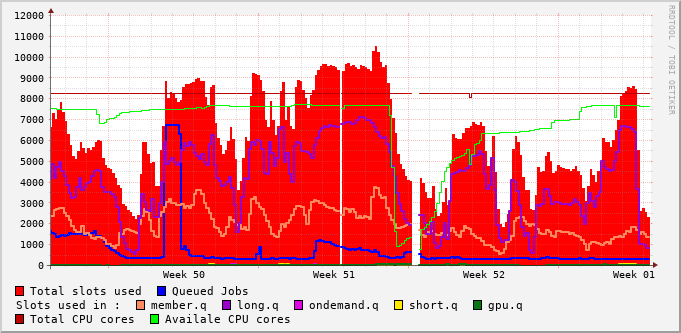 RRDTOOL / TOBI OETIKER
12000
11000
10000
9000
8000
7000
6000
5000
4000
3000
2000
1000
0
Week 50 Week 51 Week 52 Week 01
Total slots used Queued Jobs
Slots used in : member.q long.q ondemand.q short.q gpu.q
Total CPU cores Availale CPU cores